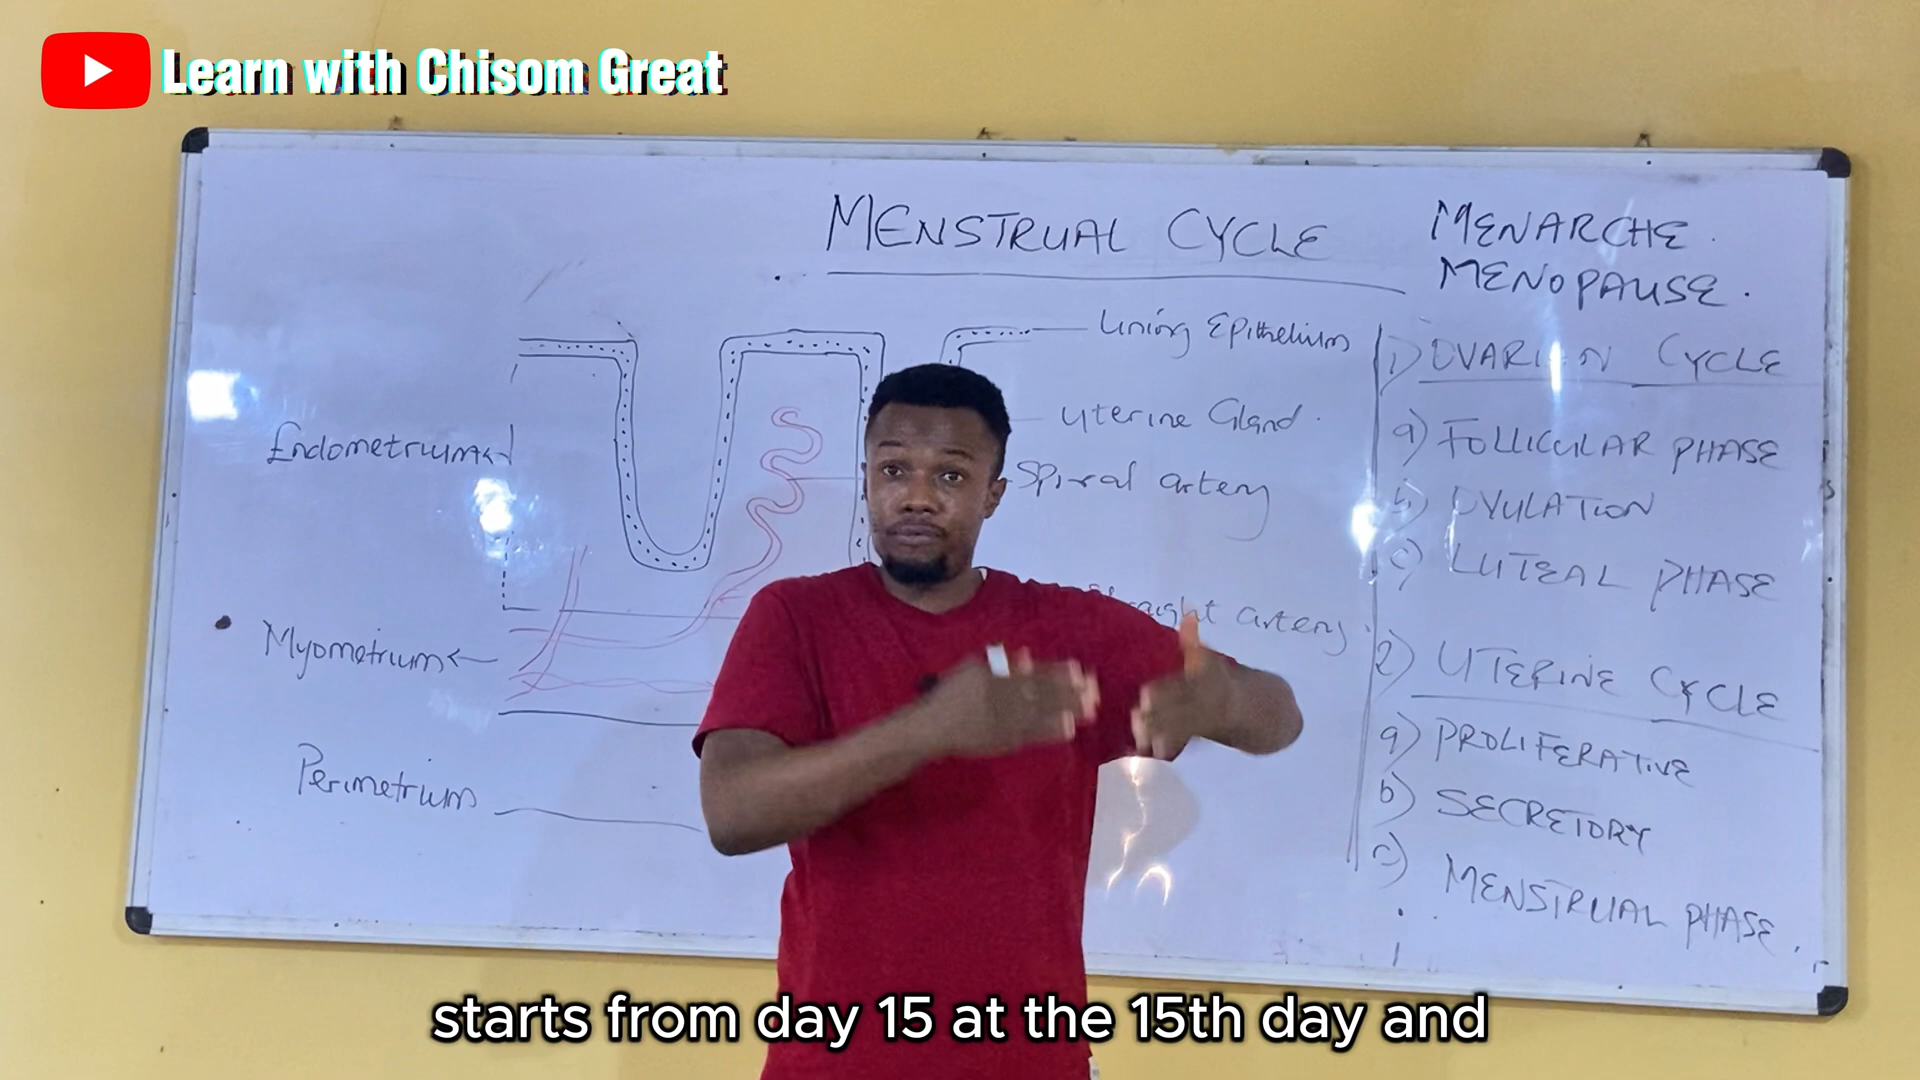 Learn with Chisom Great
MENSTRUAL CYCLE
MENARCHE
MENOPAUSE.
Lining Epithelium
Uterine Gland
Spiral artery
artery
Endometrium
Myometrium
Perimetrium
1) OVARIAN CYCLE
a) FOLLICULAR PHASE
b) OVULATION
c) LUTEAL PHASE
2) UTERINE CYCLE
a) PROLIFERATIVE
b) SECRETORY
c) MENSTRUAL PHASE.
starts from day 15 at the 15th day and